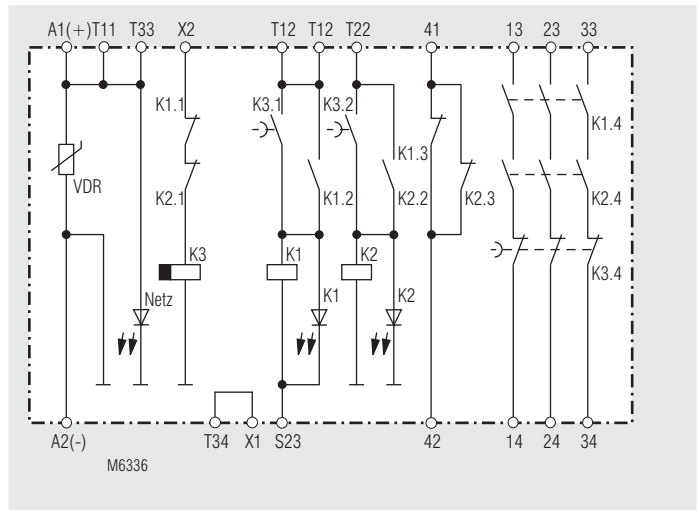 A1(+) T11 T33 X2 T12 T12 T22 41 13 23 33
K1.1 K3.1 K3.2
K1.4
K1.3
VDR
K2.1 K1.2 K2.2 K2.3 K2.4
K3 K1 K2
K3.4
Netz K1 K2
A2(-) T34 X1 S23 42 14 24 34
M6336